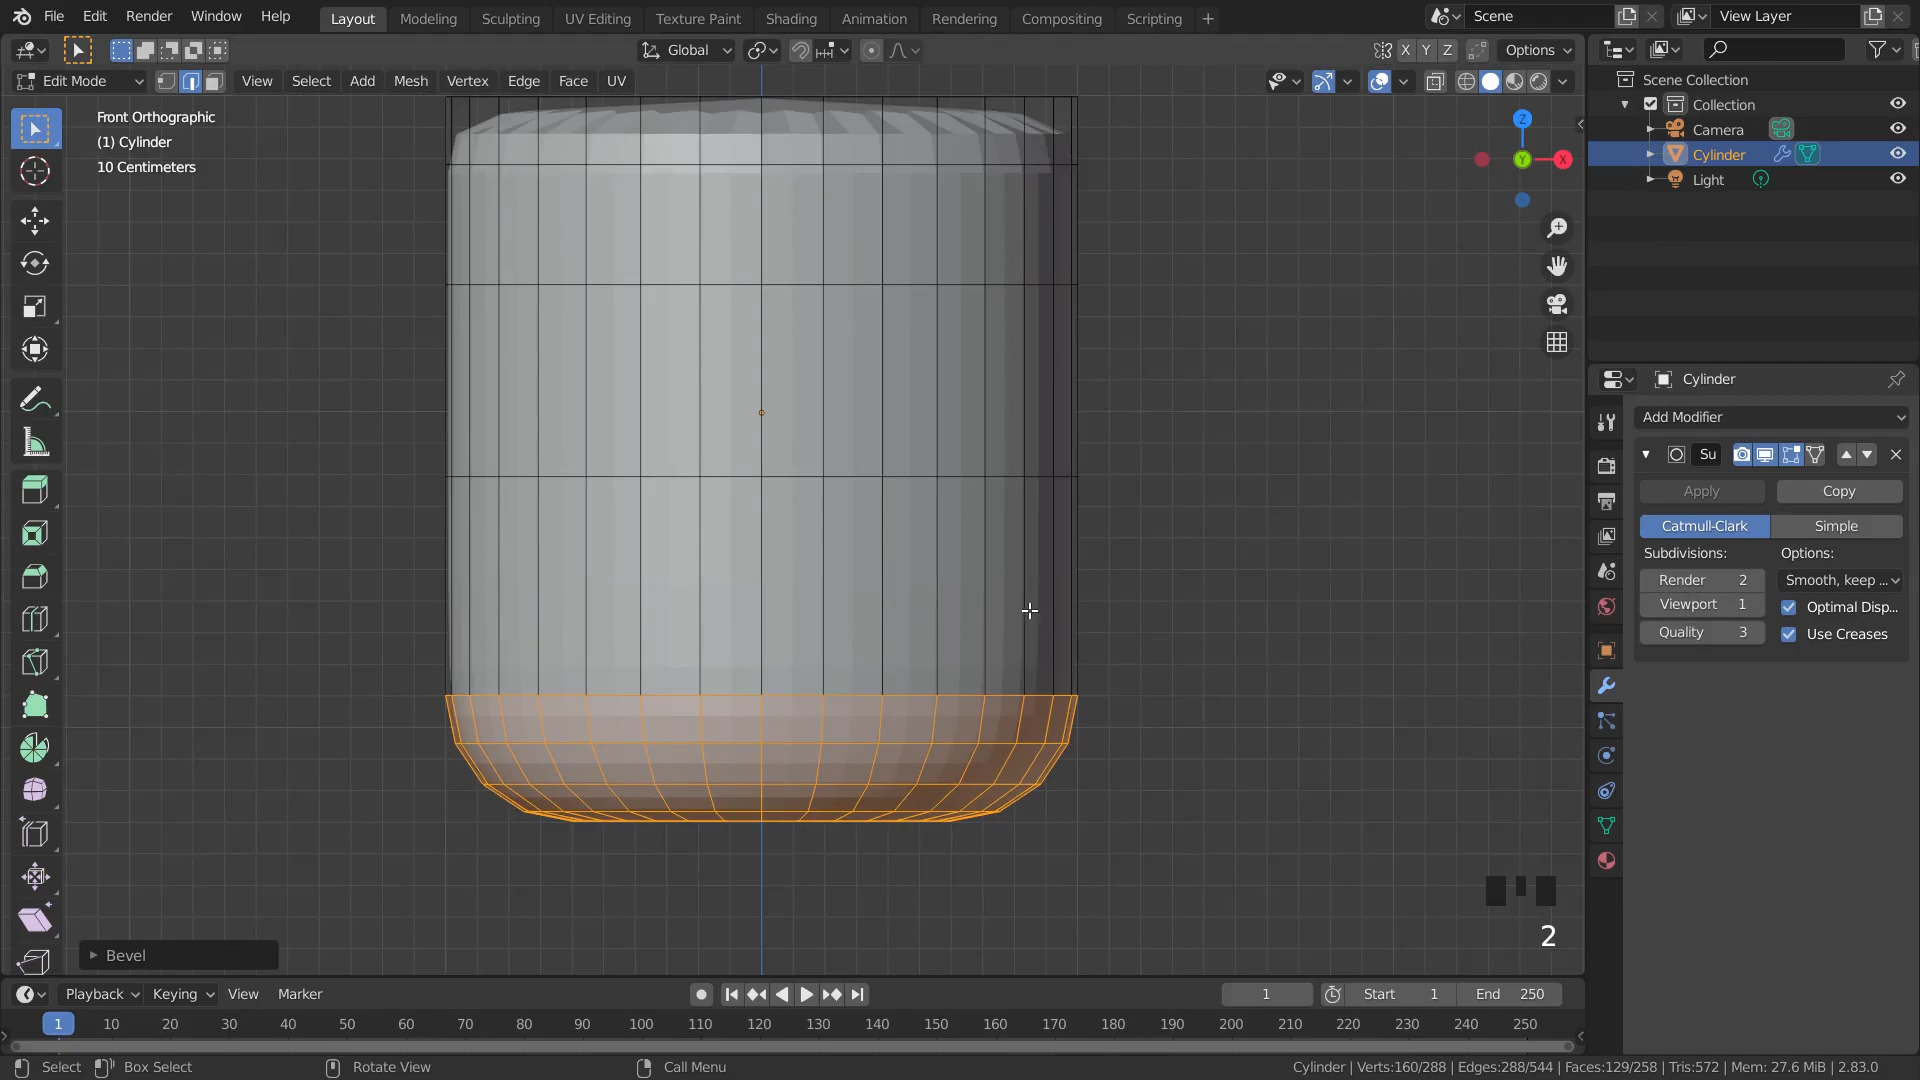 File Edit Render Window Help Layout Modeling Sculpting UV Editing Texture Paint Shading Animation Rendering Compositing Scripting + Scene View Layer
Global X Y Z Options
Edit Mode View Select Add Mesh Vertex Edge Face UV
Front Orthographic
(1) Cylinder
10 Centimeters
Z
Y
X
Scene Collection
Collection
Camera
Cylinder
Light
Cylinder
Add Modifier
Su
Apply Copy
Catmull-Clark Simple
Subdivisions: Options:
Render 2 Smooth, keep ...
Viewport 1 Optimal Disp...
Quality 3 Use Creases
2
Bevel
Playback Keying View Marker 1 Start 1 End 250
1 10 20 30 40 50 60 70 80 90 100 110 120 130 140 150 160 170 180 190 200 210 220 230 240 250
Select Box Select Rotate View Call Menu Cylinder | Verts:160/288 | Edges:288/544 | Faces:129/258 | Tris:572 | Mem: 27.6 MiB | 2.83.0